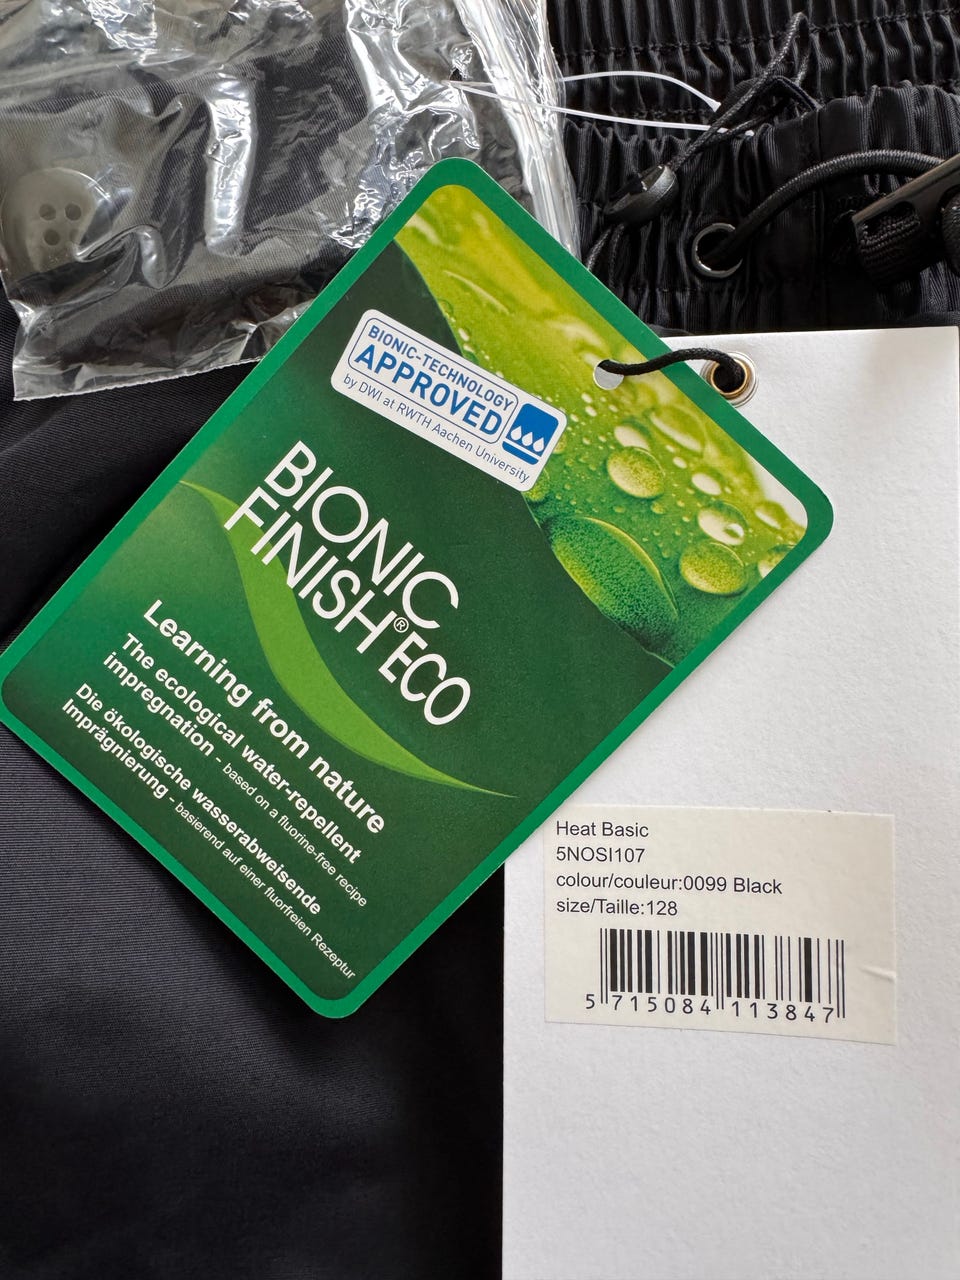 BIONIC-TECHNOLOGY
APPROVED
by DWI at RWTH Aachen University
BIONIC
FINISH®ECO
Learning from nature
The ecological water-repellent
impregnation - based on a fluorine-free recipe
Die ökologische wasserabweisende
Imprägnierung - basierend auf einer fluorfreien Rezeptur
Heat Basic
5NOSI107
colour/couleur:0099 Black
size/Taille:128
5 715084 113847